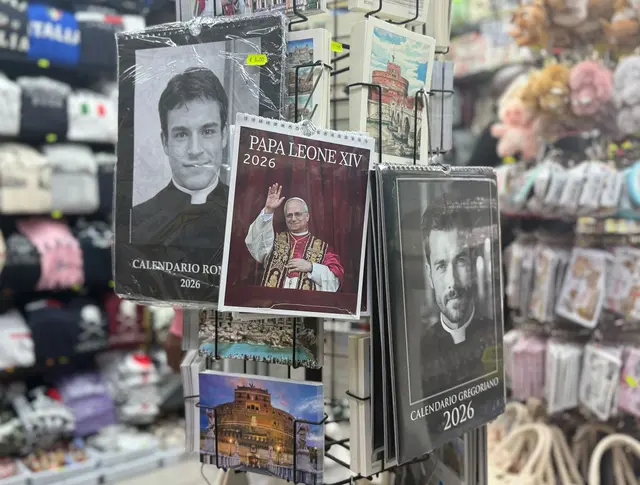 ITALIA
PAPA LEONE XIV
2026
CALENDARIO RO
2026
CALENDARIO GREGORIANO
2026